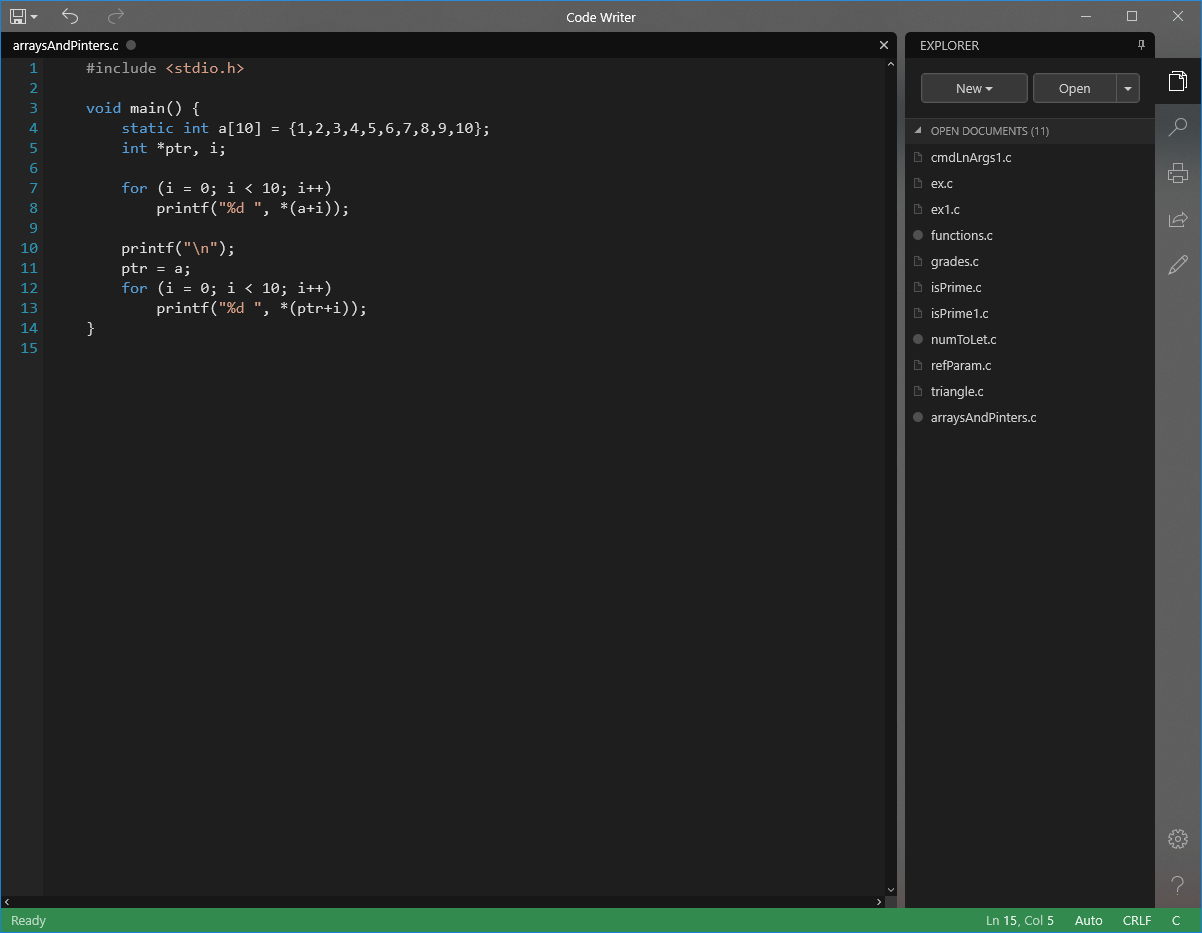 Code Writer
arraysAndPinters.c
1 #include <stdio.h>
2
3 void main() {
4 static int a[10] = {1,2,3,4,5,6,7,8,9,10};
5 int *ptr, i;
6
7 for (i = 0; i < 10; i++)
8 printf("%d ", *(a+i));
9
10 printf("\n");
11 ptr = a;
12 for (i = 0; i < 10; i++)
13 printf("%d ", *(ptr+i));
14 }
15
EXPLORER
New Open
OPEN DOCUMENTS (11)
cmdLnArgs1.c
ex.c
ex1.c
functions.c
grades.c
isPrime.c
isPrime1.c
numToLet.c
refParam.c
triangle.c
arraysAndPinters.c
Ready Ln 15, Col 5 Auto CRLF C